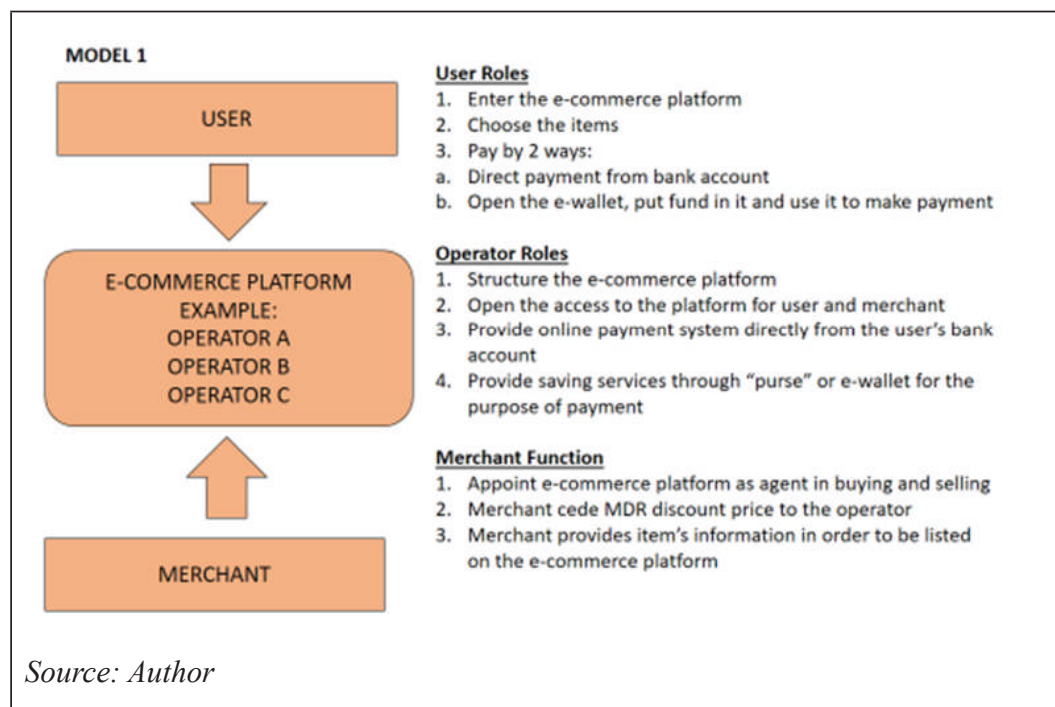 MODEL 1
USER
E-COMMERCE PLATFORM
EXAMPLE:
OPERATOR A
OPERATOR B
OPERATOR C
MERCHANT
User Roles
1. Enter the e-commerce platform
2. Choose the items
3. Pay by 2 ways:
a. Direct payment from bank account
b. Open the e-wallet, put fund in it and use it to make payment
Operator Roles
1. Structure the e-commerce platform
2. Open the access to the platform for user and merchant
3. Provide online payment system directly from the user's bank
account
4. Provide saving services through “purse” or e-wallet for the
purpose of payment
Merchant Function
1. Appoint e-commerce platform as agent in buying and selling
2. Merchant cede MDR discount price to the operator
3. Merchant provides item's information in order to be listed
on the e-commerce platform
Source: Author